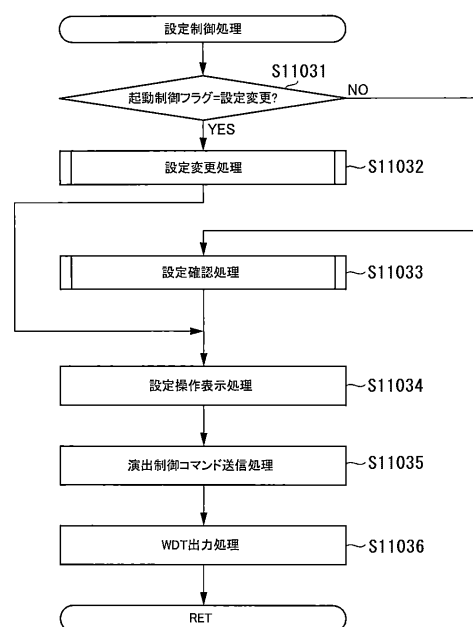 設定制御処理
S11031
起動制御フラグ=設定変更?
NO
YES
設定変更処理
S11032
設定確認処理
S11033
設定操作表示処理
S11034
演出制御コマンド送信処理
S11035
WDT出力処理
S11036
RET